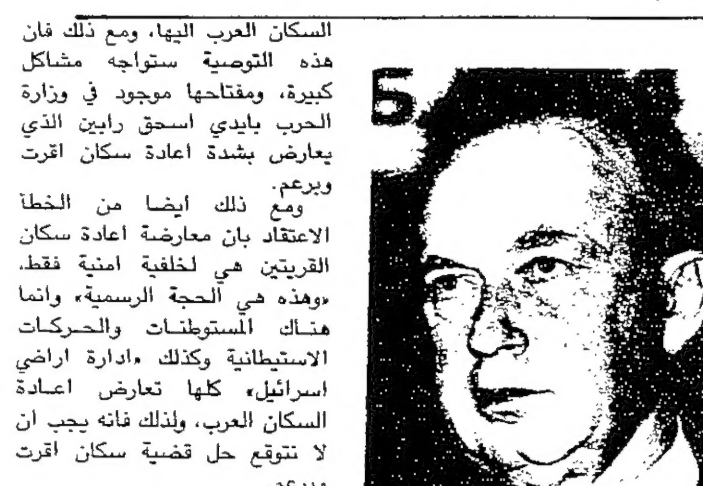 السكان العرب اليها، ومع ذلك فان
هذه التوصية ستواجه مشاكل
كبيرة، ومفتاحها موجود في وزارة
الحرب بايدي اسحق رابين الذي
يعارض بشدة اعادة سكان اقرت
وبرعم.
ومع ذلك ايضا من الخطأ
الاعتقاد بان معارضة اعادة سكان
القريتين هي لخلفية امنية فقط،
«وهذه هي الحجة الرسمية» وانما
هناك المستوطنات والحركات
الاستيطانية وكذلك «ادارة اراضي
اسرائيل» كلها تعارض اعادة
السكان العرب، ولذلك فانه يجب ان
لا نتوقع حل قضية سكان اقرت
وبرعم